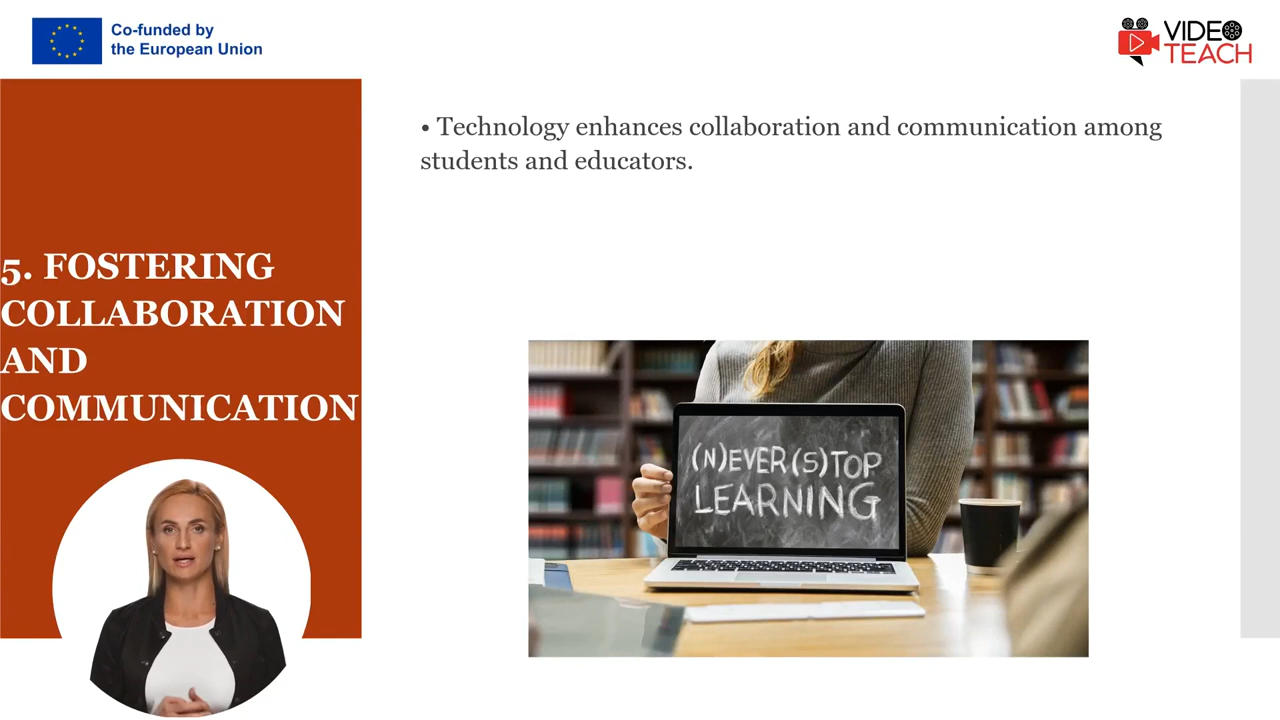 Co-funded by
the European Union
VIDEO
TEACH
• Technology enhances collaboration and communication among
students and educators.
5. FOSTERING
COLLABORATION
AND
COMMUNICATION
(N)EVER (S)TOP
LEARNING